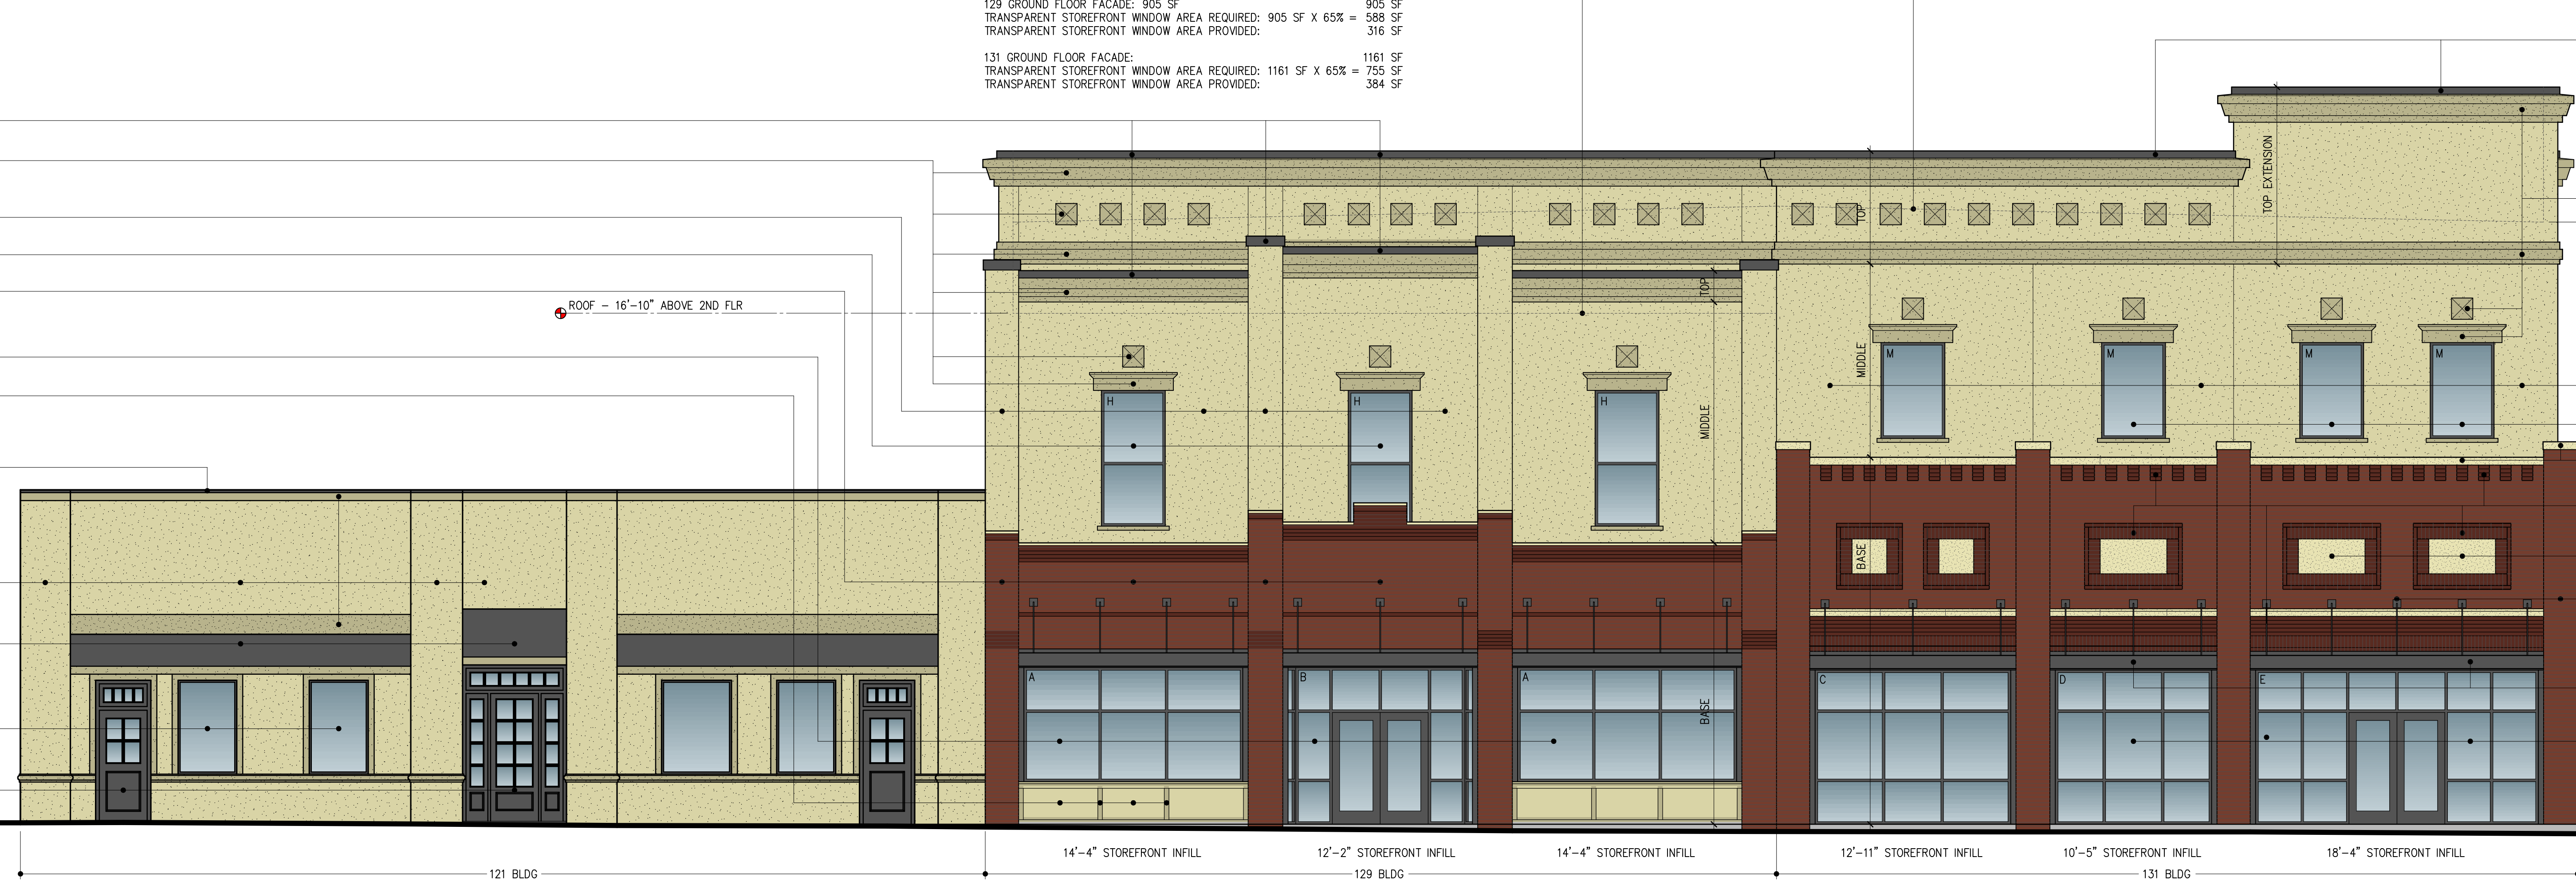 129 GROUND FLOOR FACADE: 905 SF 905 SF
TRANSPARENT STOREFRONT WINDOW AREA REQUIRED: 905 SF X 65% = 588 SF
TRANSPARENT STOREFRONT WINDOW AREA PROVIDED: 316 SF
131 GROUND FLOOR FACADE: 1161 SF
TRANSPARENT STOREFRONT WINDOW AREA REQUIRED: 1161 SF X 65% = 755 SF
TRANSPARENT STOREFRONT WINDOW AREA PROVIDED: 384 SF
TOP EXTENSION
TOP
ROOF – 16'–10" ABOVE 2ND FLR
TOP
MIDDLE
M
M
M
M
H
H
H
MIDDLE
BASE
A
B
A
C
D
E
BASE
14'–4" STOREFRONT INFILL
12'–2" STOREFRONT INFILL
14'–4" STOREFRONT INFILL
12'–11" STOREFRONT INFILL
10'–5" STOREFRONT INFILL
18'–4" STOREFRONT INFILL
121 BLDG
129 BLDG
131 BLDG